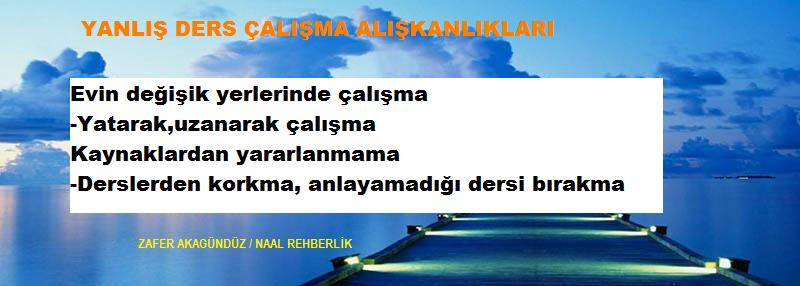 YANLIŞ DERS ÇALIŞMA ALIŞKANLIKLARI
Evin değişik yerlerinde çalışma
-Yatarak,uzanarak çalışma
Kaynaklardan yararlanmama
-Derslerden korkma, anlayamadığı dersi bırakma
ZAFER AKAGÜNDÜZ / NAAL REHBERLİK